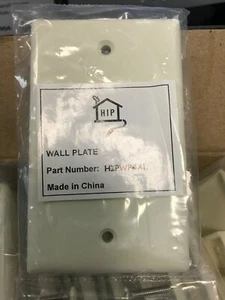 HIP
WALL PLATE
Part Number:
Made in China